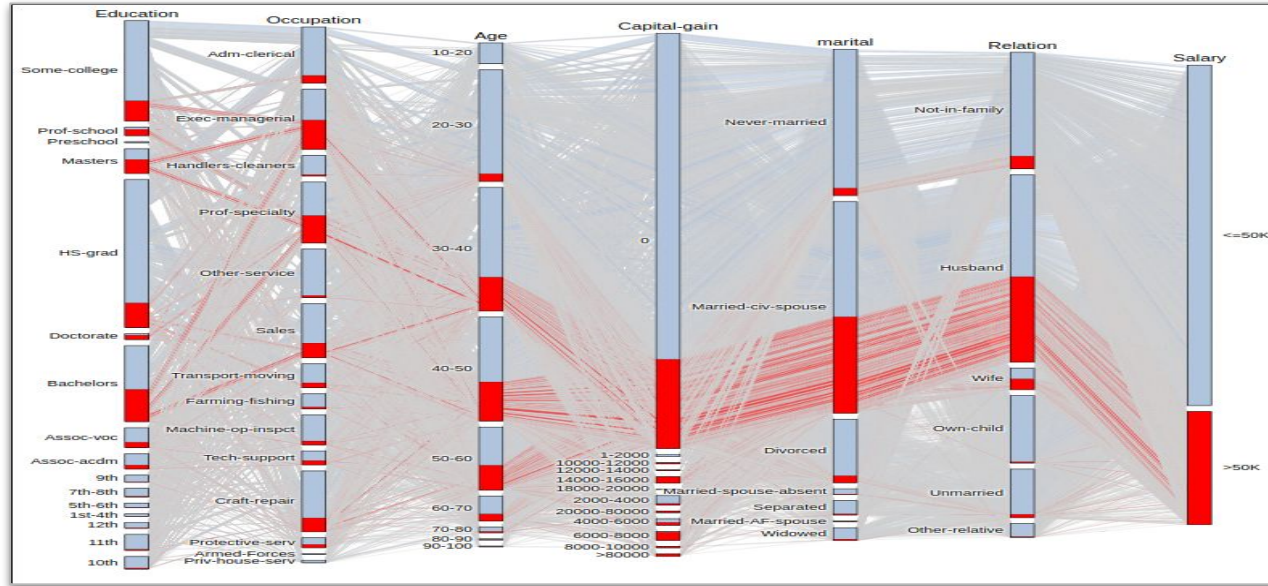 Education
Some-college
Prof-school
Preschool
Masters
HS-grad
Doctorate
Bachelors
Assoc-voc
Assoc-acdm
9th
7th-8th
5th-6th
1st-4th
12th
11th
10th
Occupation
Adm-clerical
Exec-managerial
Handlers-cleaners
Prof-specialty
Other-service
Sales
Transport-moving
Farming-fishing
Machine-op-inspct
Tech-support
Craft-repair
Protective-serv
Armed-Forces
Priv-house-serv
Age
10-20
20-30
30-40
40-50
50-60
60-70
70-80
80-90
90-100
Capital-gain
0
1-2000
10000-12000
12000-14000
14000-16000
18000-20000
2000-4000
20000-80000
4000-6000
6000-8000
8000-10000
>80000
marital
Never-married
Married-civ-spouse
Divorced
Married-spouse-absent
Separated
Married-AF-spouse
Widowed
Relation
Not-in-family
Husband
Wife
Own-child
Unmarried
Other-relative
Salary
<=50K
>50K